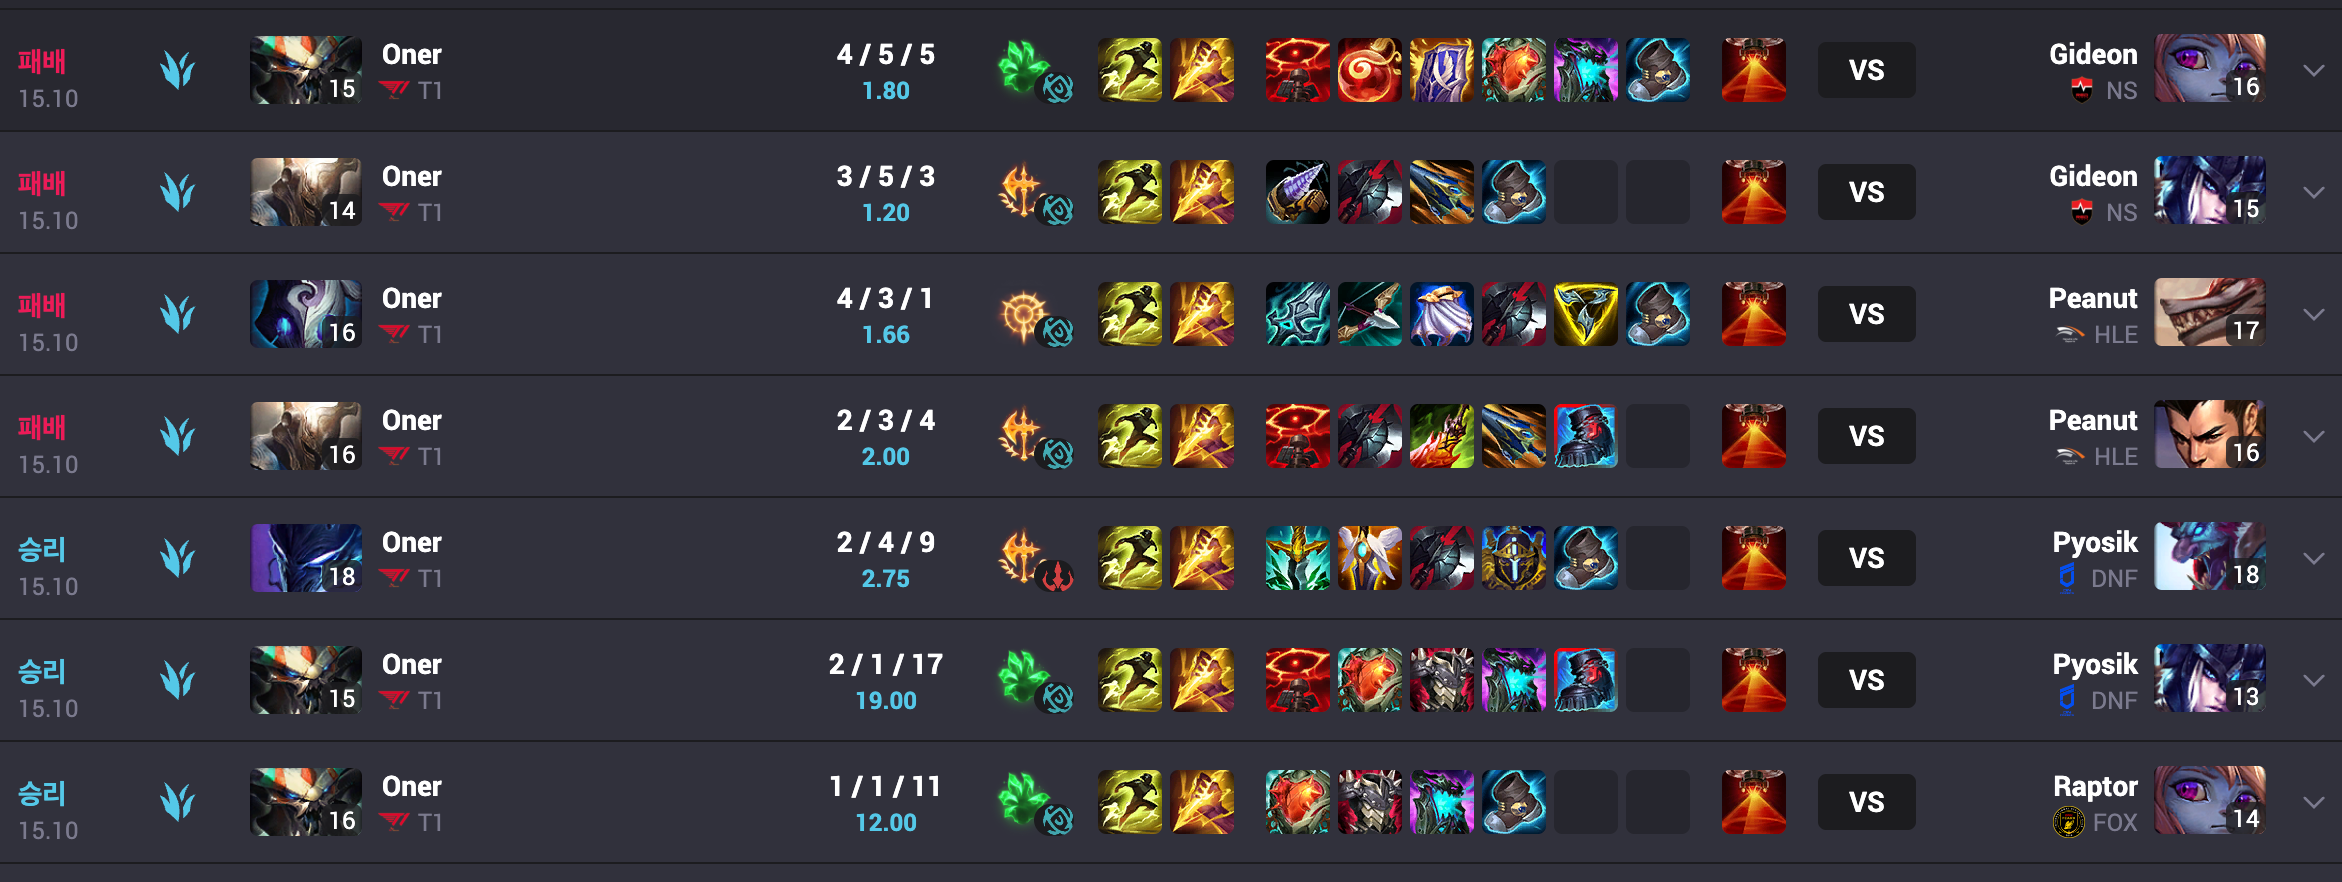 패배
15.10
15
Oner
T1
4 / 5 / 5
1.80
VS
Gideon
NS
16
패배
15.10
14
Oner
T1
3 / 5 / 3
1.20
VS
Gideon
NS
15
패배
15.10
16
Oner
T1
4 / 3 / 1
1.66
VS
Peanut
HLE
17
패배
15.10
16
Oner
T1
2 / 3 / 4
2.00
VS
Peanut
HLE
16
승리
15.10
18
Oner
T1
2 / 4 / 9
2.75
VS
Pyosik
DNF
18
승리
15.10
15
Oner
T1
2 / 1 / 17
19.00
VS
Pyosik
DNF
13
승리
15.10
16
Oner
T1
1 / 1 / 11
12.00
VS
Raptor
FOX
14